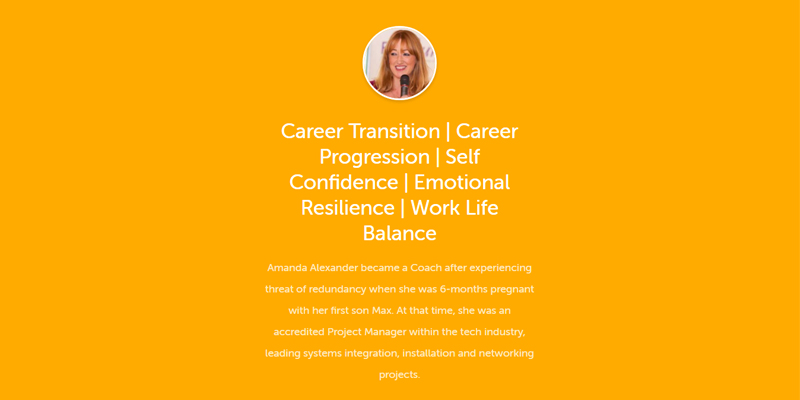 Career Transition | Career
Progression | Self
Confidence | Emotional
Resilience | Work Life
Balance
Amanda Alexander became a Coach after experiencing
threat of redundancy when she was 6-months pregnant
with her first son Max. At that time, she was an
accredited Project Manager within the tech industry,
leading systems integration, installation and networking
projects.